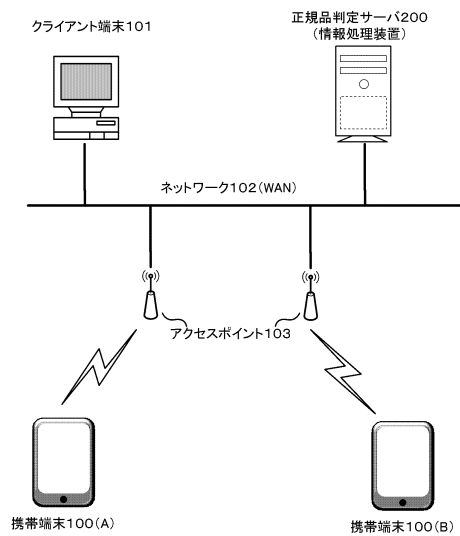 クライアント端末101
正規品判定サーバ200
(情報処理装置)
ネットワーク102(WAN)
アクセスポイント103
携帯端末100(A)
携帯端末100(B)